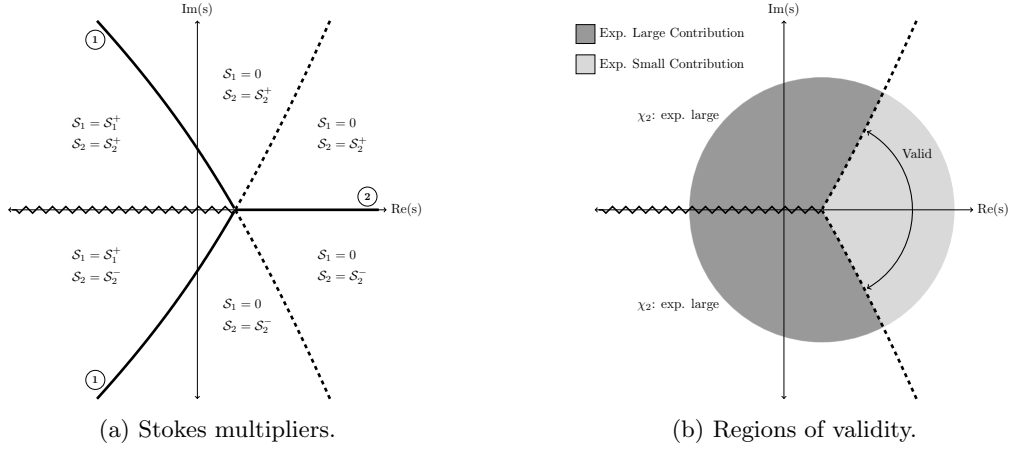 Im(s)
1
S₁ = 0
S₂ = S₂⁺
S₁ = S₁⁺
S₂ = S₂⁺
S₁ = 0
S₂ = S₂⁺
2
Re(s)
S₁ = S₁⁺
S₂ = S₂⁻
S₁ = 0
S₂ = S₂⁻
S₁ = 0
S₂ = S₂⁻
1
(a) Stokes multipliers.
Im(s)
Exp. Large Contribution
Exp. Small Contribution
χ₂: exp. large
Valid
Re(s)
χ₂: exp. large
(b) Regions of validity.